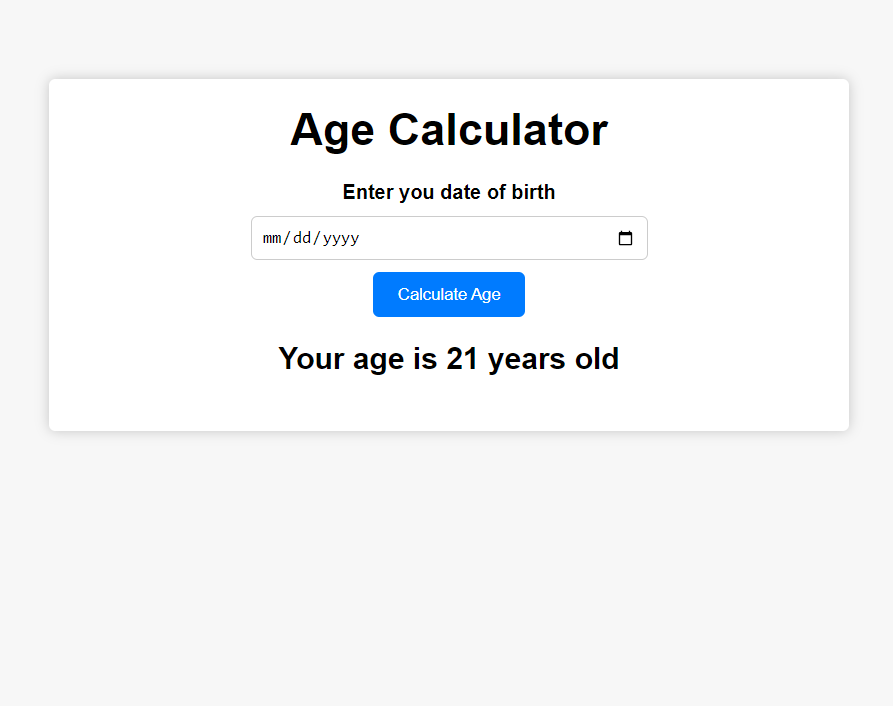 Age Calculator
Enter you date of birth
mm/dd/yyyy
Calculate Age
Your age is 21 years old